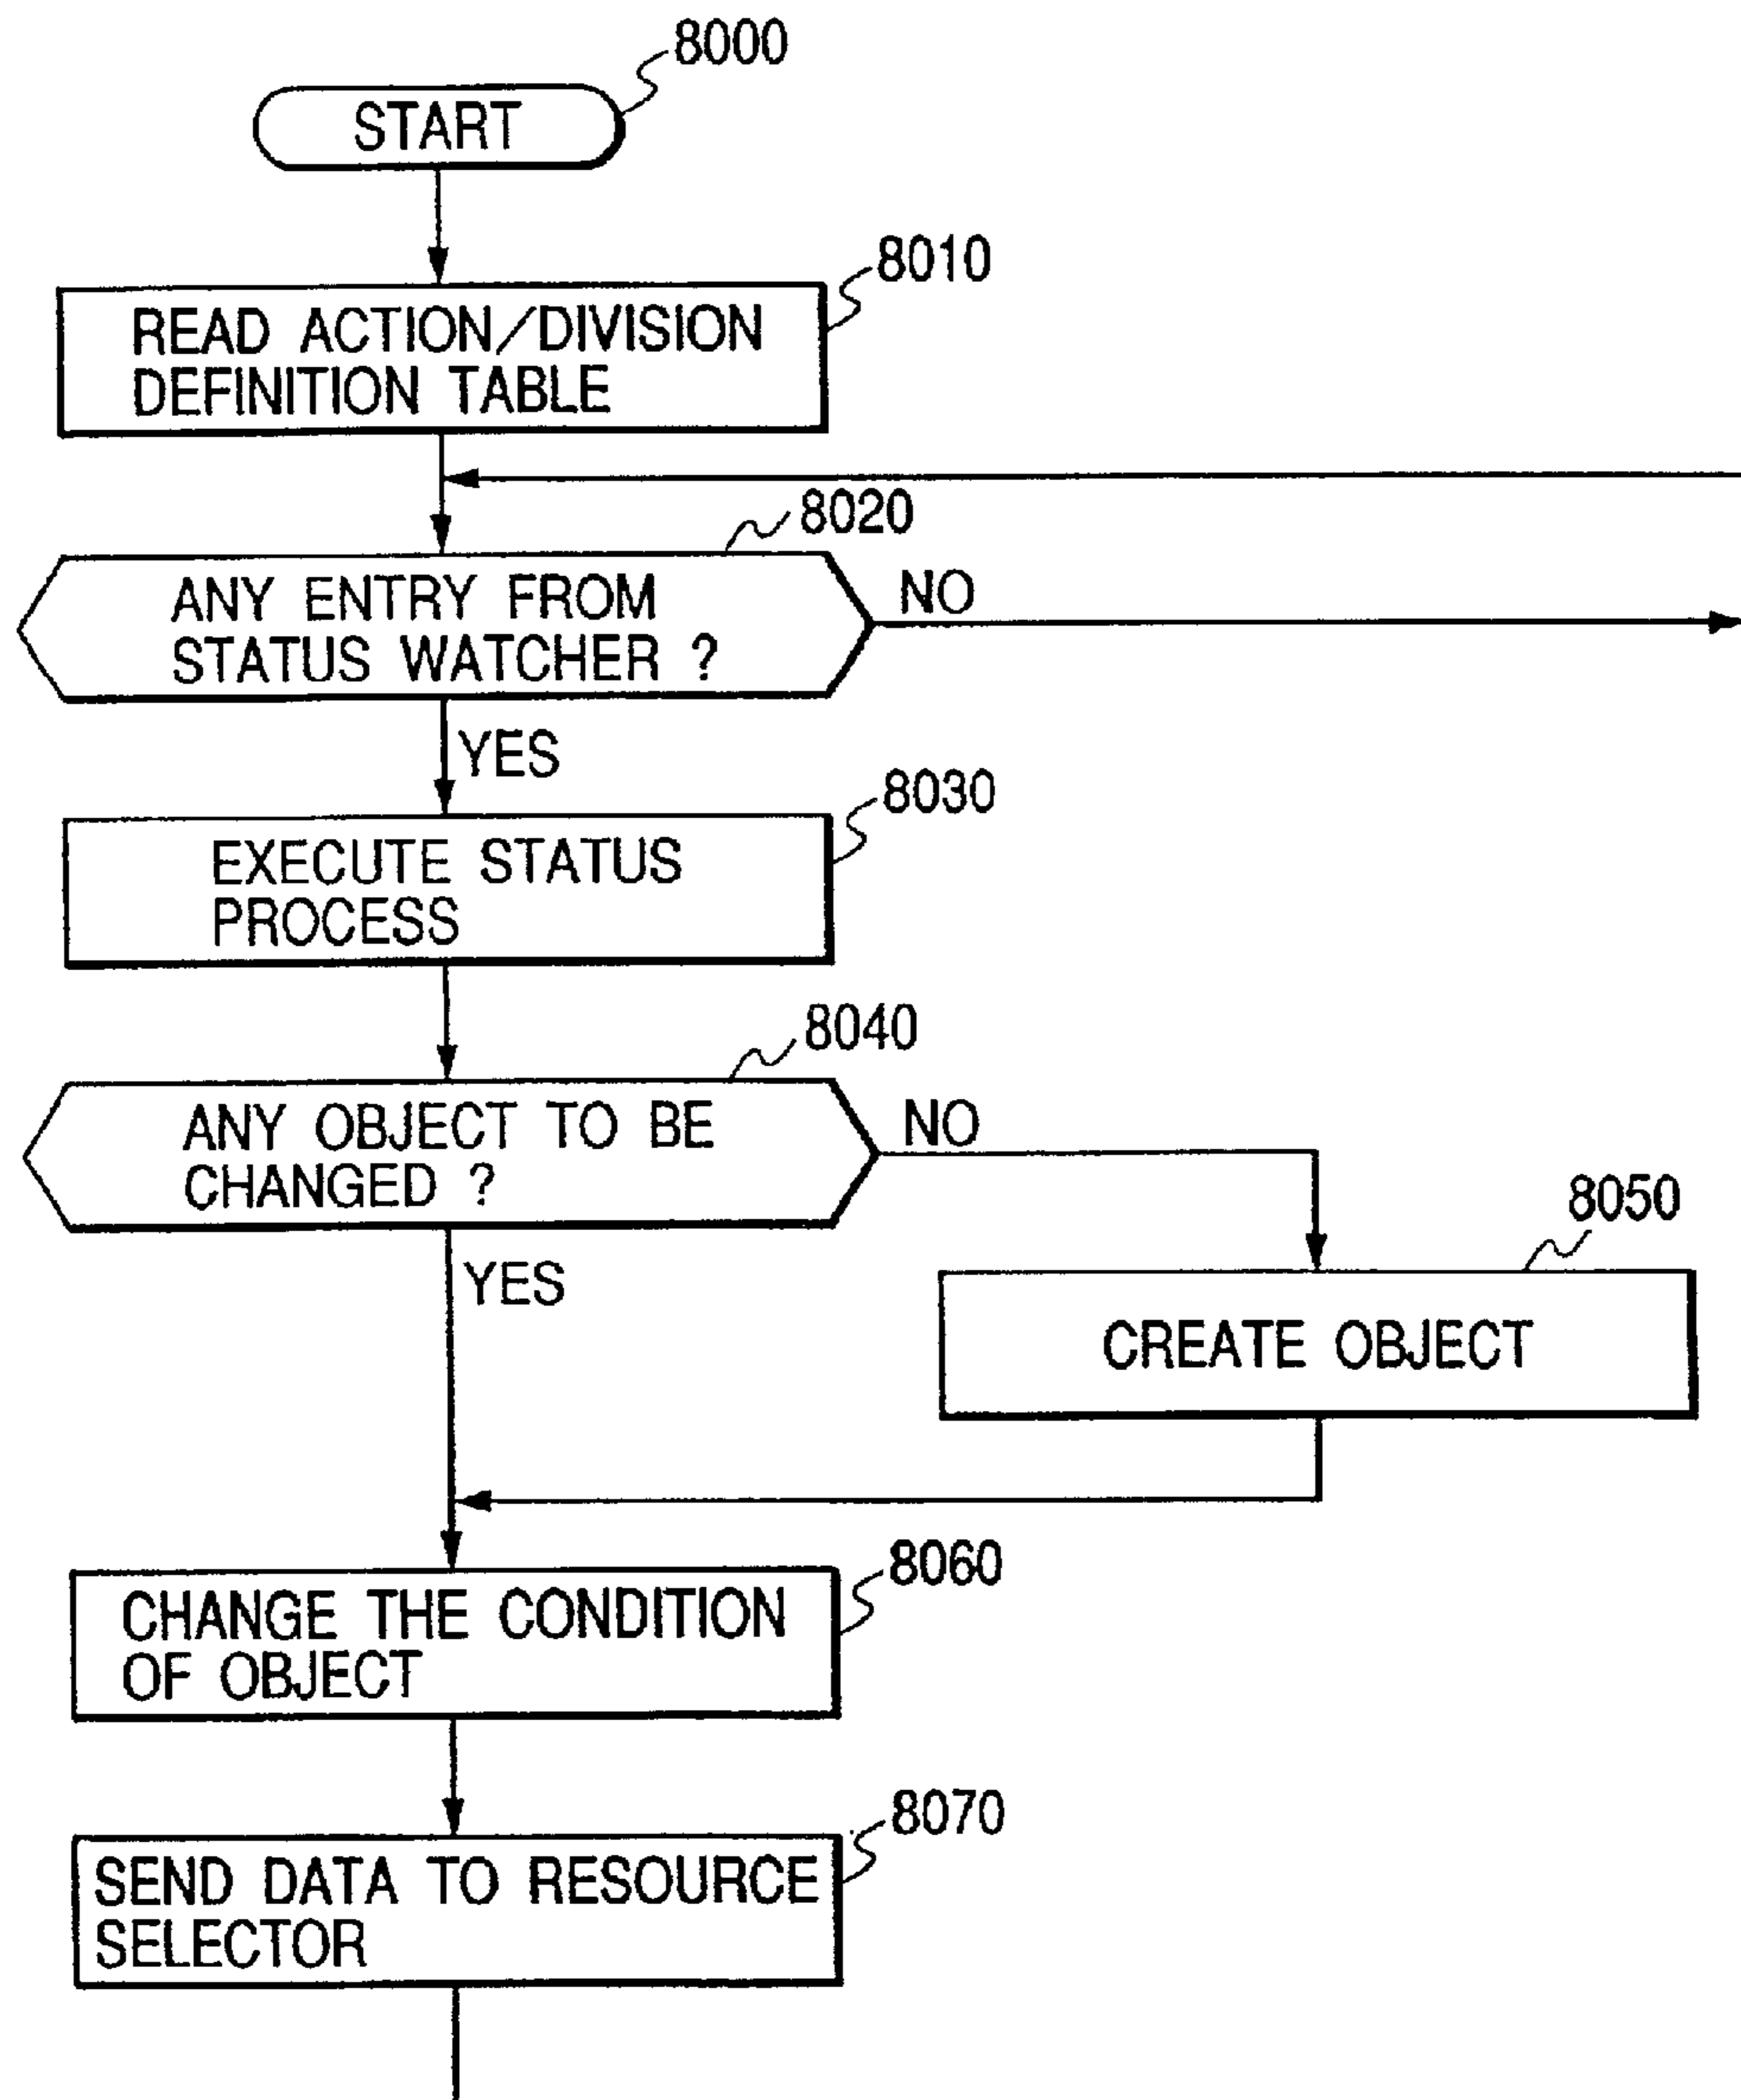 8000
START
8010
READ ACTION/DIVISION
DEFINITION TABLE
8020
ANY ENTRY FROM
STATUS WATCHER ?
NO
YES
8030
EXECUTE STATUS
PROCESS
8040
ANY OBJECT TO BE
CHANGED ?
NO
8050
YES
CREATE OBJECT
8060
CHANGE THE CONDITION
OF OBJECT
8070
SEND DATA TO RESOURCE
SELECTOR